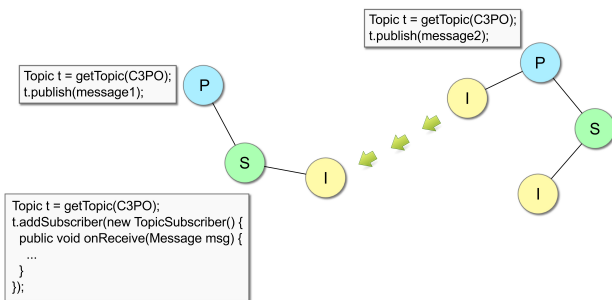 Topic t = getTopic(C3PO);
t.publish(message2);
P
Topic t = getTopic(C3PO);
t.publish(message1);
P
I
S
S
I
I
Topic t = getTopic(C3PO);
t.addSubscriber(new TopicSubscriber() {
public void onReceive(Message msg) {
...
}
});